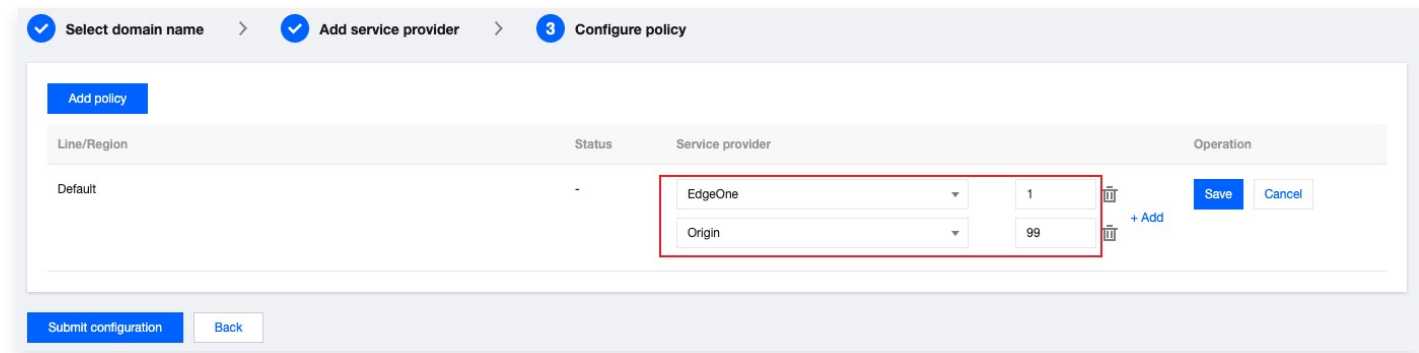 Select domain name > Add service provider > 3 Configure policy
Add policy
Line/Region Status Service provider Operation
Default - EdgeOne 1 Save Cancel
+ Add
Origin 99
Submit configuration Back